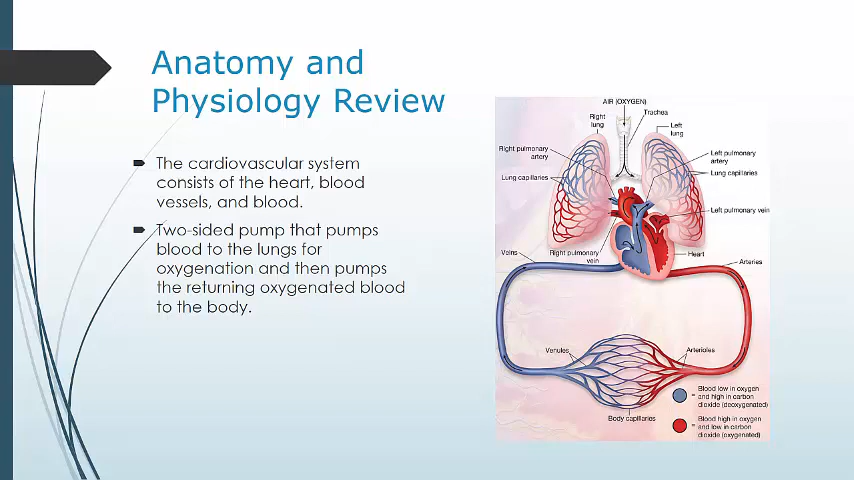 Anatomy and
Physiology Review
The cardiovascular system
consists of the heart, blood
vessels, and blood.
Two-sided pump that pumps
blood to the lungs for
oxygenation and then pumps
the returning oxygenated blood
to the body.
AIR (OXYGEN)
Trachea
Right
lung
Left
lung
Right pulmonary
artery
Left pulmonary
artery
Lung capillaries
Lung capillaries
Left pulmonary vein
Right pulmonary
vein
Heart
Veins
Arteries
Venules
Arterioles
Body capillaries
= Blood low in oxygen
and high in carbon
dioxide (deoxygenated)
= Blood high in oxygen
and low in carbon
dioxide (oxygenated)